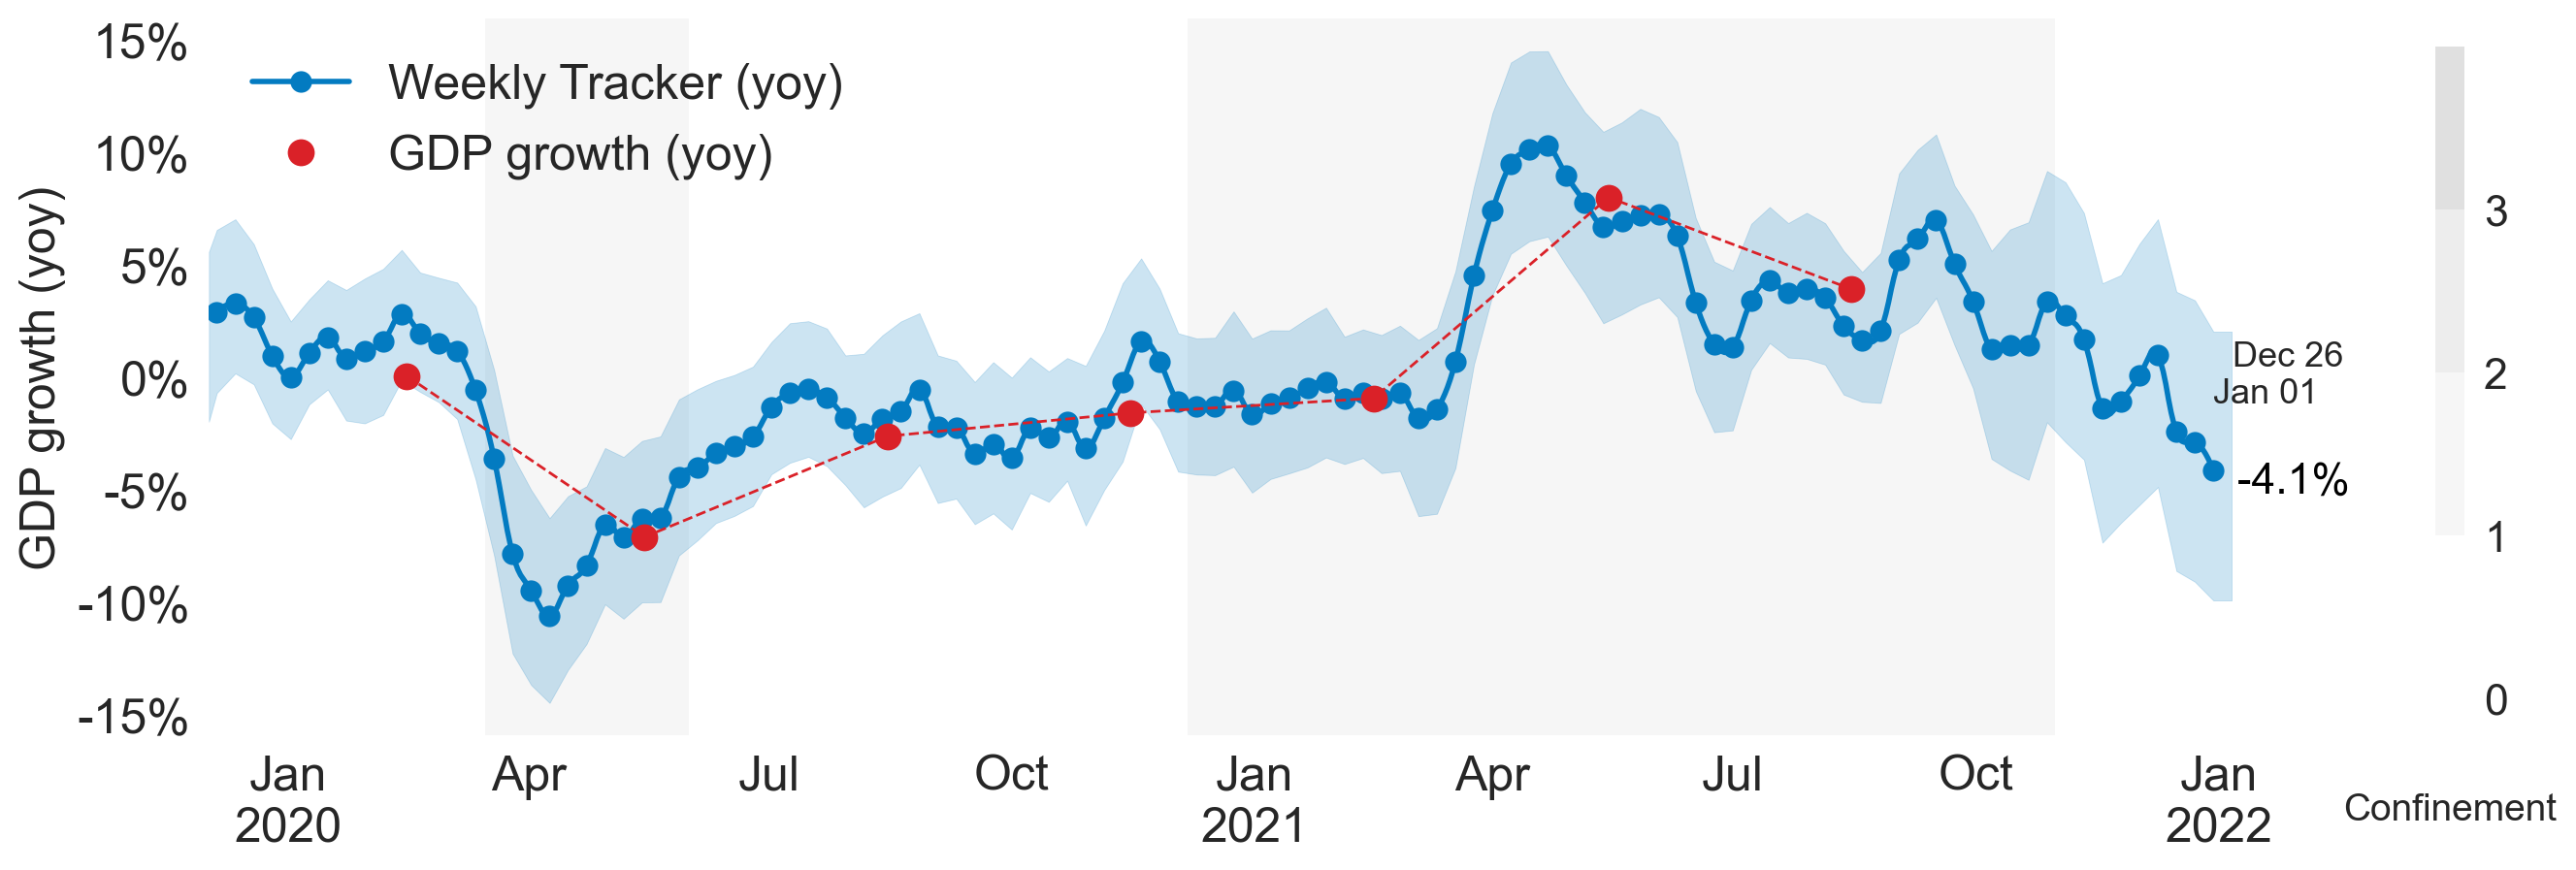 15%
10%
5%
0%
-5%
-10%
-15%
GDP growth (yoy)
Weekly Tracker (yoy)
GDP growth (yoy)
Dec 26
Jan 01
-4.1%
3
2
1
0
Confinement
Jan Apr Jul Oct Jan Apr Jul Oct Jan
2020 2021 2022